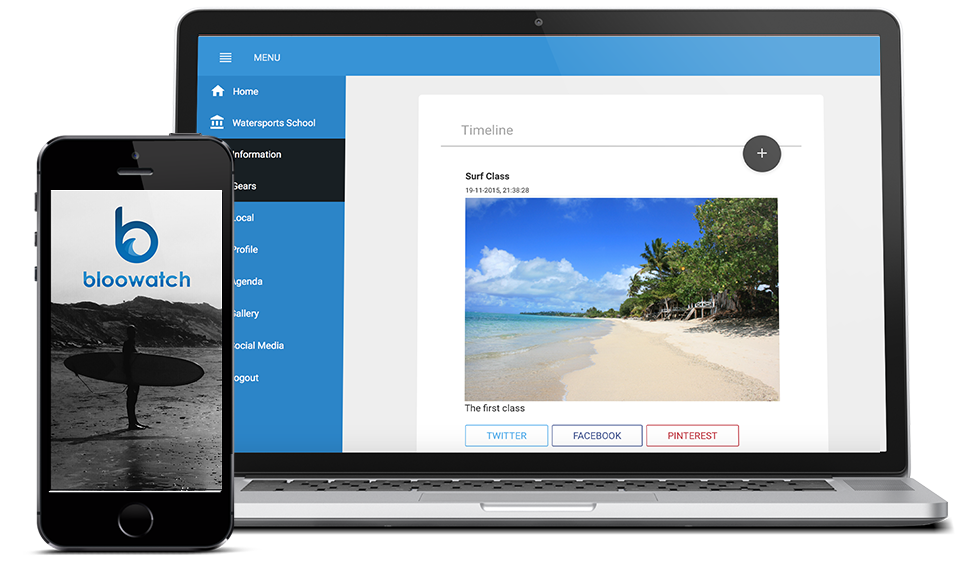 MENU
Home
Watersports School
Information
Gears
Local
Profile
Agenda
Gallery
Social Media
ogout
Timeline
+
Surf Class
19-11-2015, 21:38:28
The first class
TWITTER
FACEBOOK
PINTEREST
bloowatch